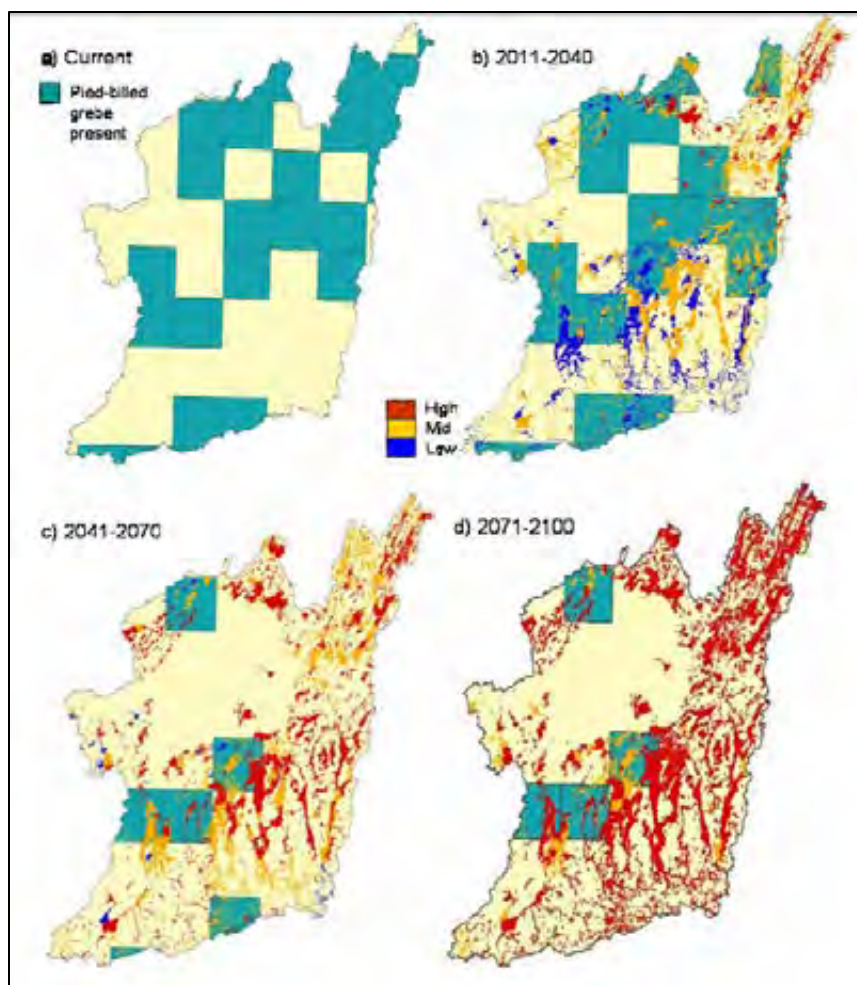 a) Current
Pied-billed
grebe
present
b) 2011-2040
High
Mid
Low
c) 2041-2070
d) 2071-2100